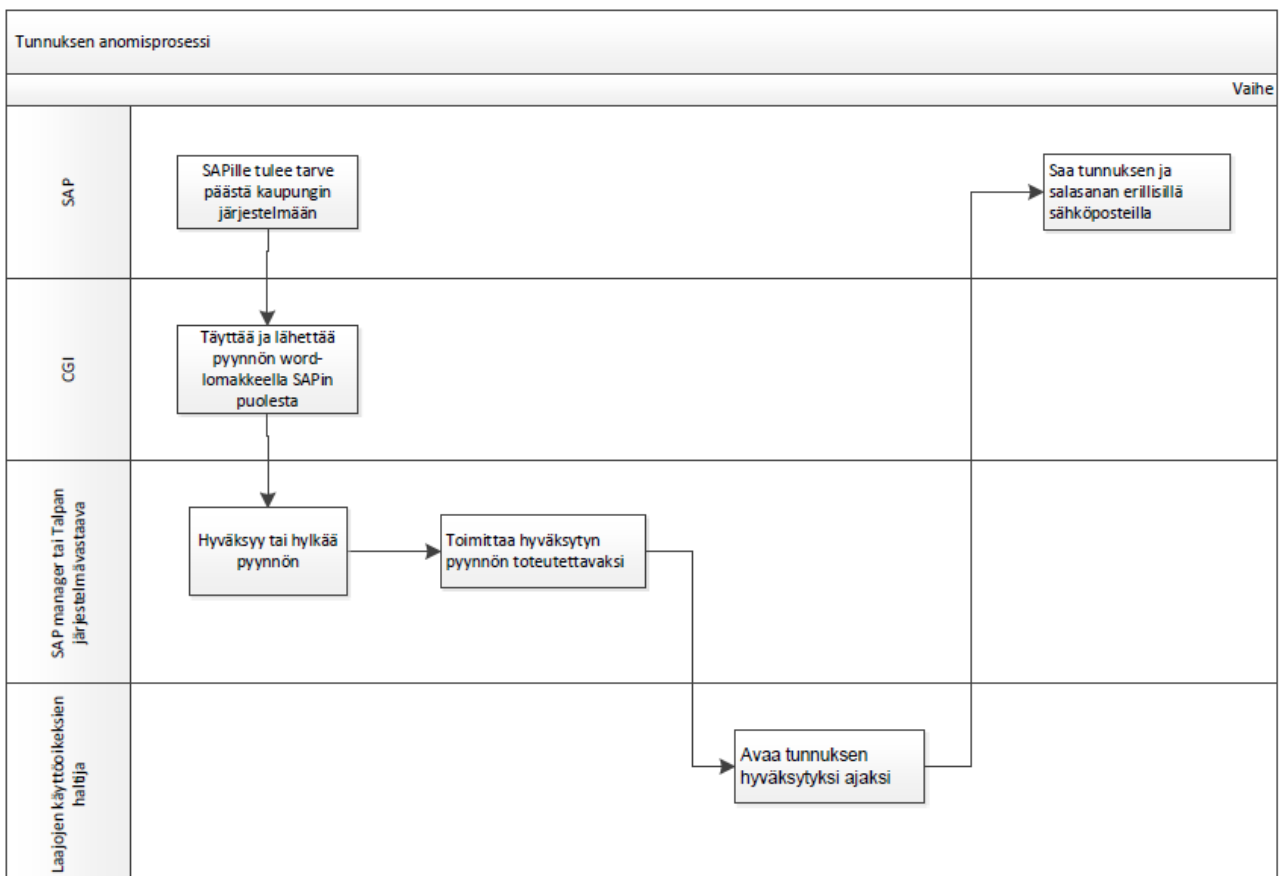 Tunnuksen anomisprosessi
Vaihe
SAP
SAPille tulee tarve
päästä kaupungin
järjestelmään
Saa tunnuksen ja
salasanan erillisillä
sähköposteilla
CGI
Täyttää ja lähettää
pyynnön word-
lomakkeella SAPin
puolesta
SAP manager tai Talpan
järjestelmävastaava
Hyväksyy tai hylkää
pyynnön
Toimittaa hyväksytyn
pyynnön toteutettavaksi
Laajojen käyttöoikeksien
haltija
Avaa tunnuksen
hyväksytyksi ajaksi